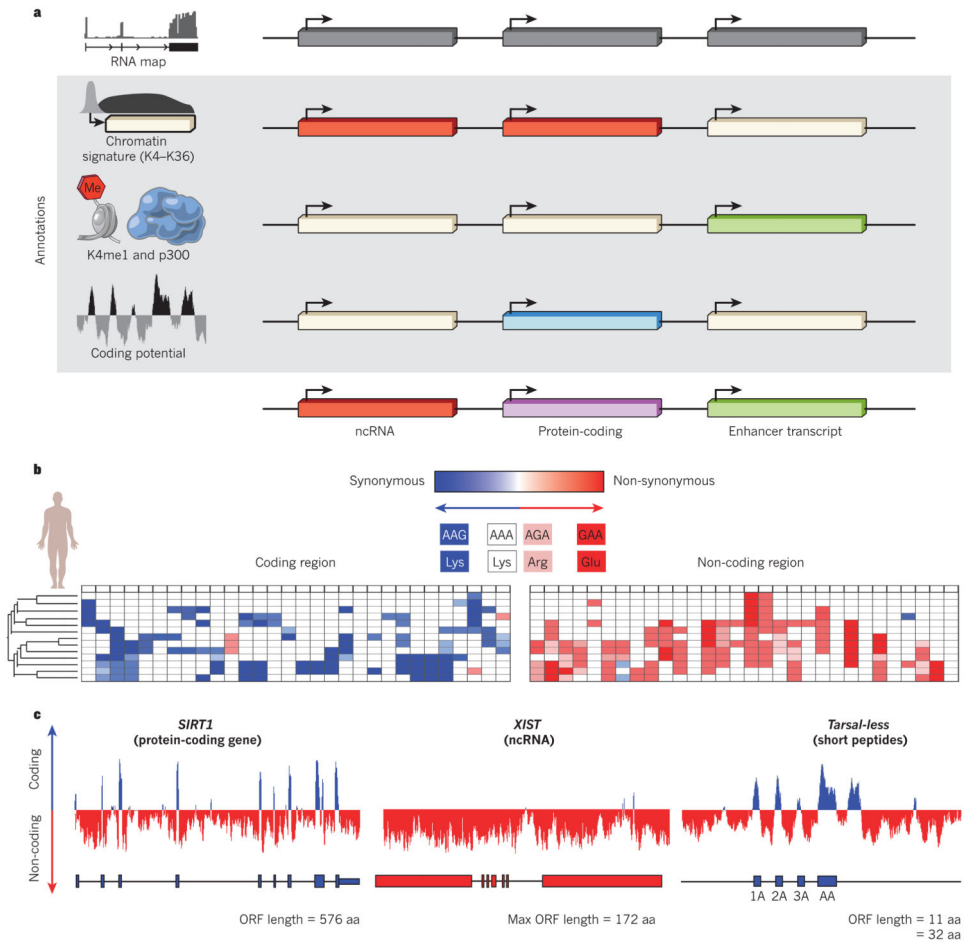 a
RNA map
Annotations
Chromatin
signature (K4–K36)
Me
K4me1 and p300
Coding potential
ncRNA
Protein-coding
Enhancer transcript
b
Synonymous
Non-synonymous
AAG
AAA
AGA
GAA
Lys
Lys
Arg
Glu
Coding region
Non-coding region
c
SIRT1
(protein-coding gene)
XIST
(ncRNA)
Tarsal-less
(short peptides)
Coding
Non-coding
1A
2A
3A
AA
ORF length = 576 aa
Max ORF length = 172 aa
ORF length = 11 aa
= 32 aa